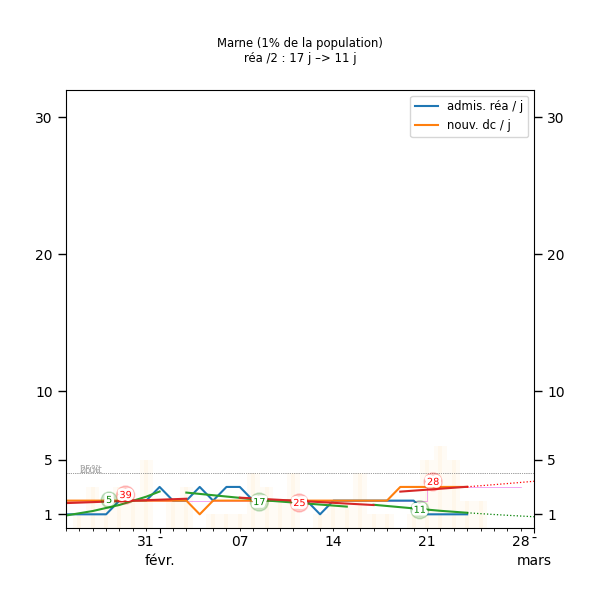 Marne (1% de la population)
réa /2 : 17 j –> 11 j
admis. réa / j
nouv. dc / j
30 30
20 20
10 10
5 5
1 1
5 39 17 25 11 28
31 07 14 21 28
févr. mars